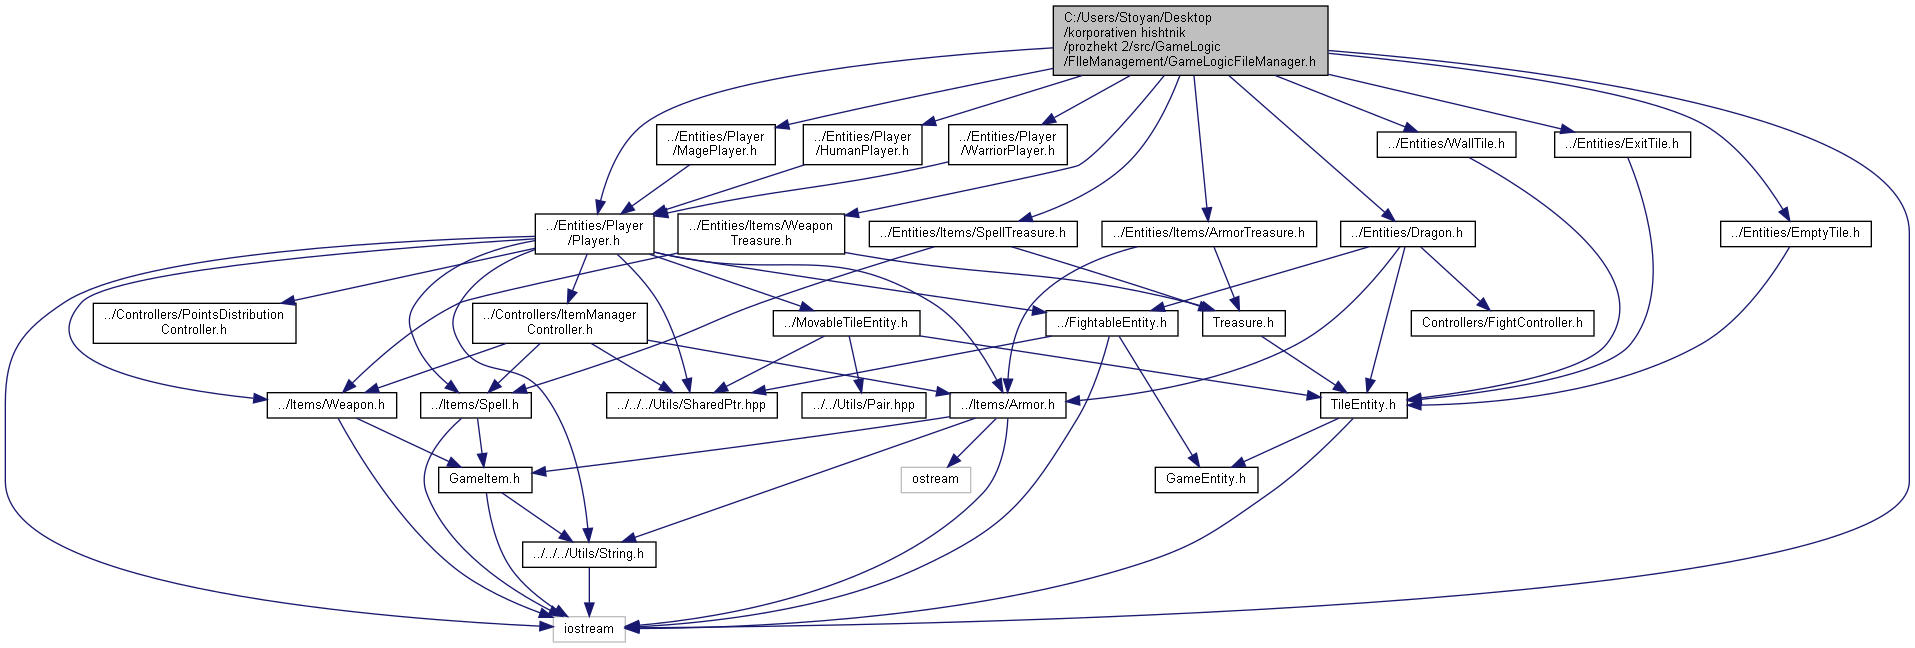 C:/Users/Stoyan/Desktop
/korporativen hishtnik
/prozhekt 2/src/GameLogic
/FIleManagement/GameLogicFileManager.h
../Entities/Player
/MagePlayer.h
../Entities/Player
/HumanPlayer.h
../Entities/Player
/WarriorPlayer.h
../Entities/WallTile.h
../Entities/ExitTile.h
../Entities/Player
/Player.h
../Entities/Items/Weapon
Treasure.h
../Entities/Items/SpellTreasure.h
../Entities/Items/ArmorTreasure.h
../Entities/Dragon.h
../Entities/EmptyTile.h
../Controllers/PointsDistribution
Controller.h
../Controllers/ItemManager
Controller.h
../MovableTileEntity.h
../FightableEntity.h
Treasure.h
Controllers/FightController.h
../Items/Weapon.h
../Items/Spell.h
../../../Utils/SharedPtr.hpp
../../Utils/Pair.hpp
../Items/Armor.h
TileEntity.h
GameItem.h
ostream
GameEntity.h
../../../Utils/String.h
iostream